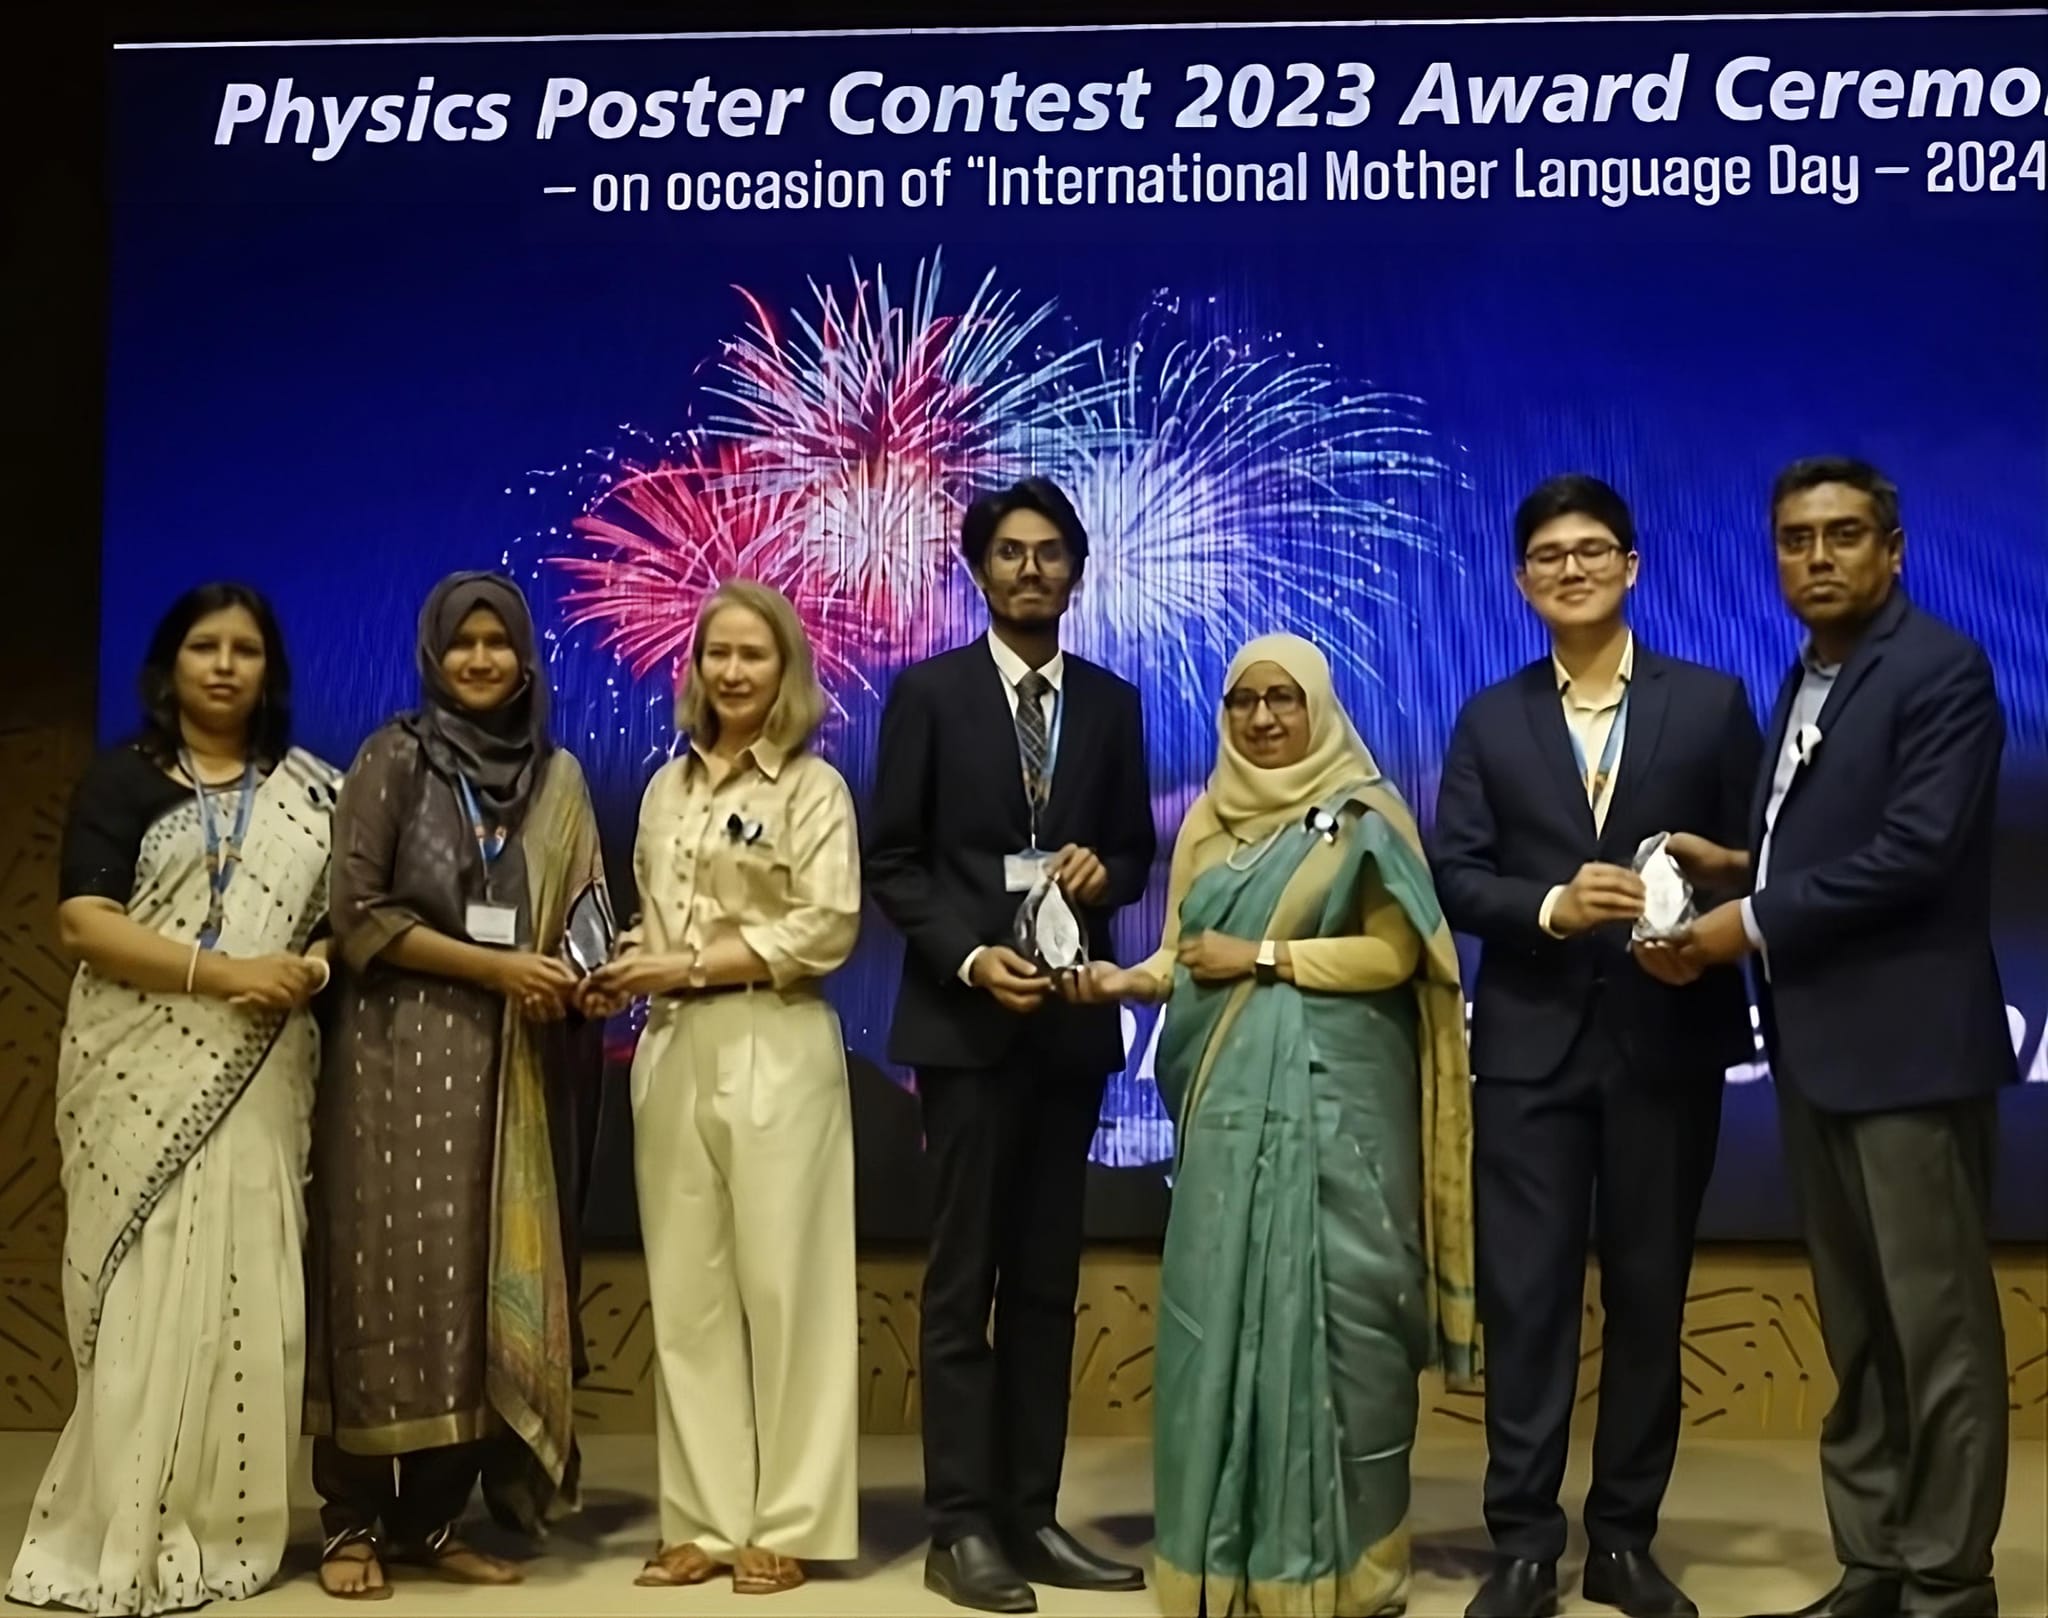 Physics Poster Contest 2023 Award Ceremo
– on occasion of “International Mother Language Day – 2024